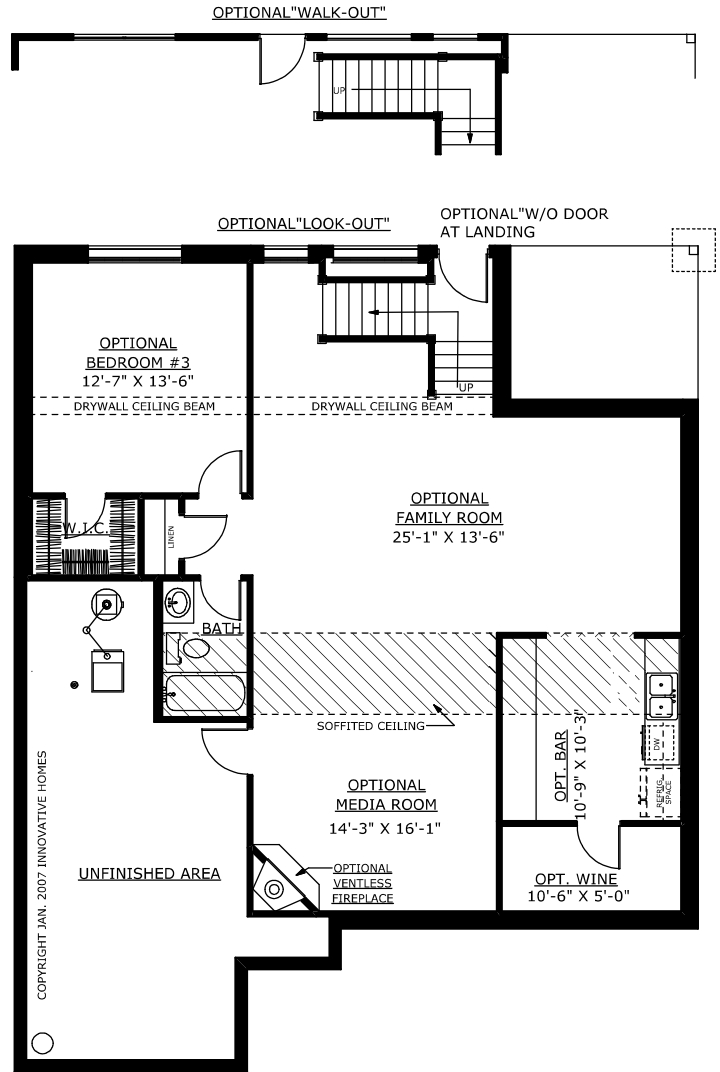 OPTIONAL"WALK-OUT"
UP
OPTIONAL"LOOK-OUT"
OPTIONAL"W/O DOOR
AT LANDING
OPTIONAL
BEDROOM #3
12'-7" X 13'-6"
UP
DRYWALL CEILING BEAM
DRYWALL CEILING BEAM
OPTIONAL
FAMILY ROOM
25'-1" X 13'-6"
W.I.C.
LINEN
BATH
SOFFITED CEILING
OPT. BAR
10'-9" X 10'-3"
DW
REFRIG
SPACE
OPTIONAL
MEDIA ROOM
14'-3" X 16'-1"
UNFINISHED AREA
OPTIONAL
VENTLESS
FIREPLACE
OPT. WINE
10'-6" X 5'-0"
COPYRIGHT JAN. 2007 INNOVATIVE HOMES